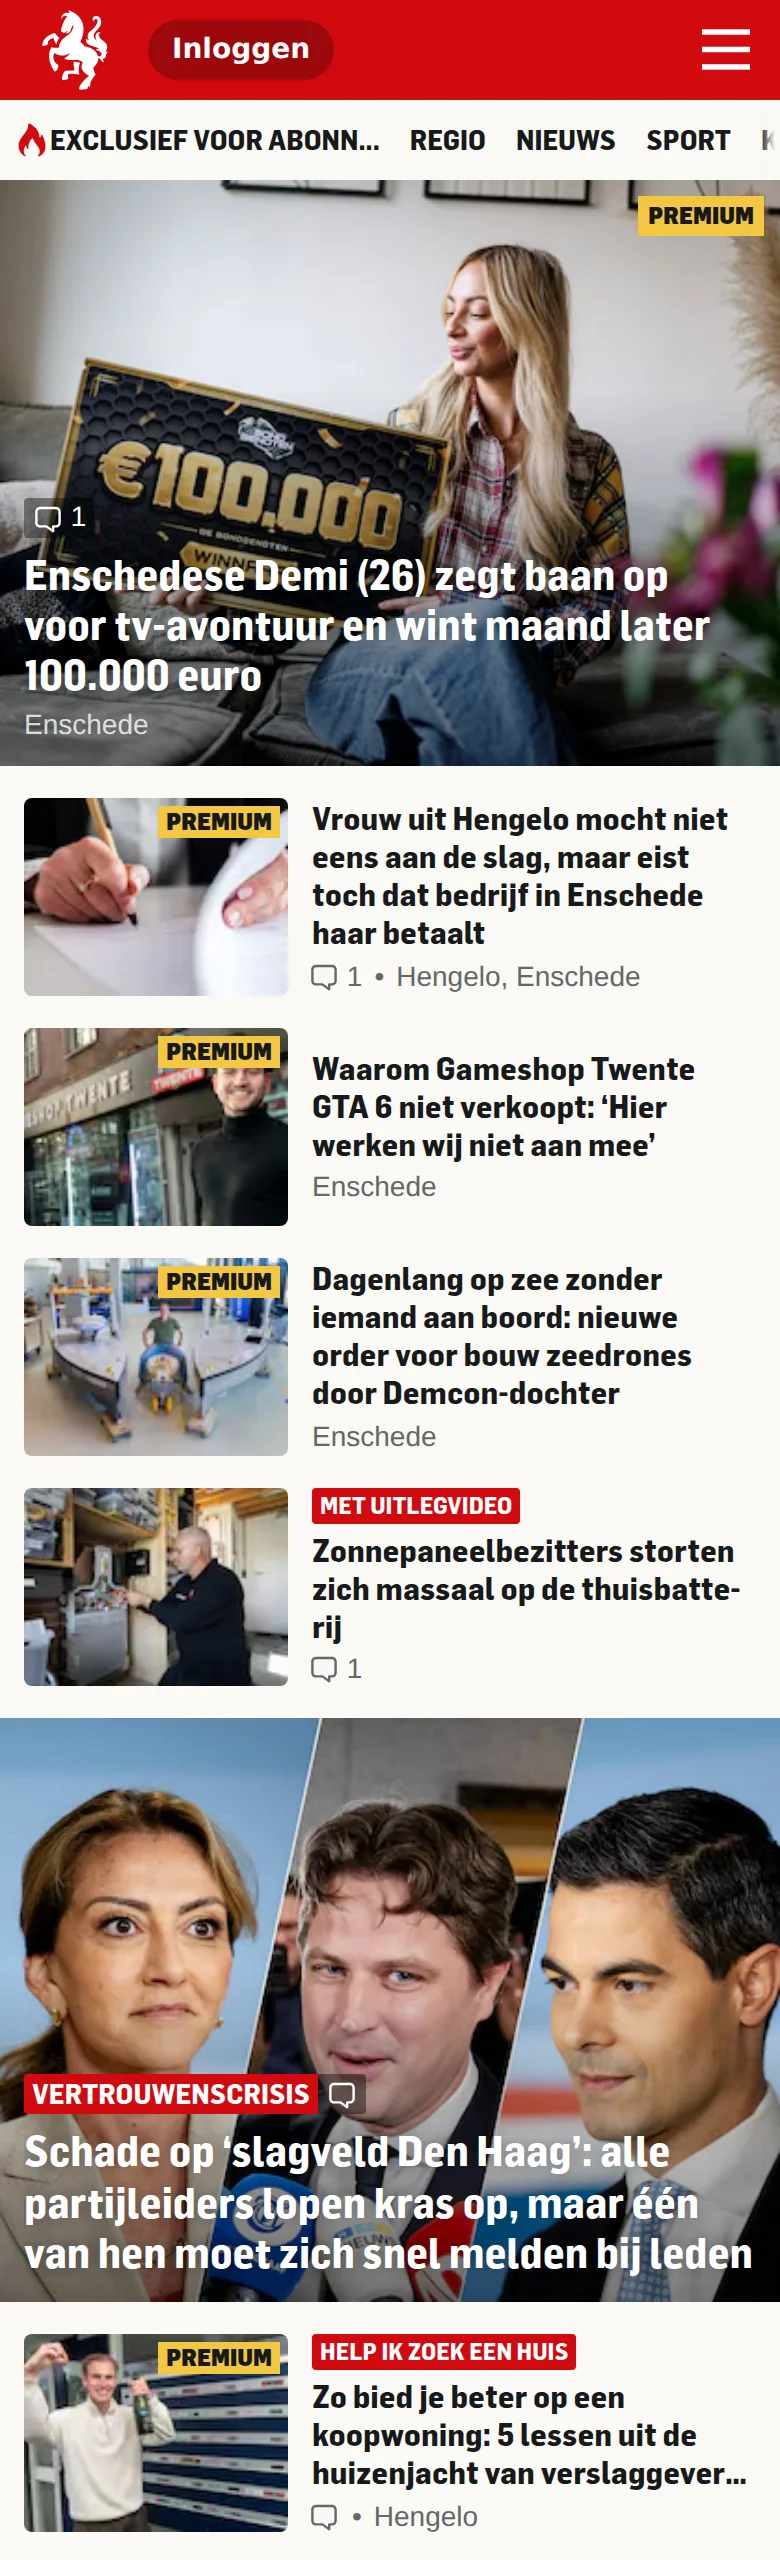 Inloggen
EXCLUSIEF VOOR ABONN... REGIO NIEUWS SPORT
PREMIUM
€100.000
DE BONDGENOTEN
1
Enschedese Demi (26) zegt baan op
voor tv-avontuur en wint maand later
100.000 euro
Enschede
PREMIUM
Vrouw uit Hengelo mocht niet
eens aan de slag, maar eist
toch dat bedrijf in Enschede
haar betaalt
1 • Hengelo, Enschede
PREMIUM
SHOP TWENTE
Waarom Gameshop Twente
GTA 6 niet verkoopt: ‘Hier
werken wij niet aan mee’
Enschede
PREMIUM
Dagenlang op zee zonder
iemand aan boord: nieuwe
order voor bouw zeedrones
door Demcon-dochter
Enschede
MET UITLEGVIDEO
Zonnepaneelbezitters storten
zich massaal op de thuisbatte-
rij
1
VERTROUWENSCRISIS
Schade op ‘slagveld Den Haag’: alle
partijleiders lopen kras op, maar één
van hen moet zich snel melden bij leden
PREMIUM
HELP IK ZOEK EEN HUIS
Zo bied je beter op een
koopwoning: 5 lessen uit de
huizenjacht van verslaggever...
• Hengelo